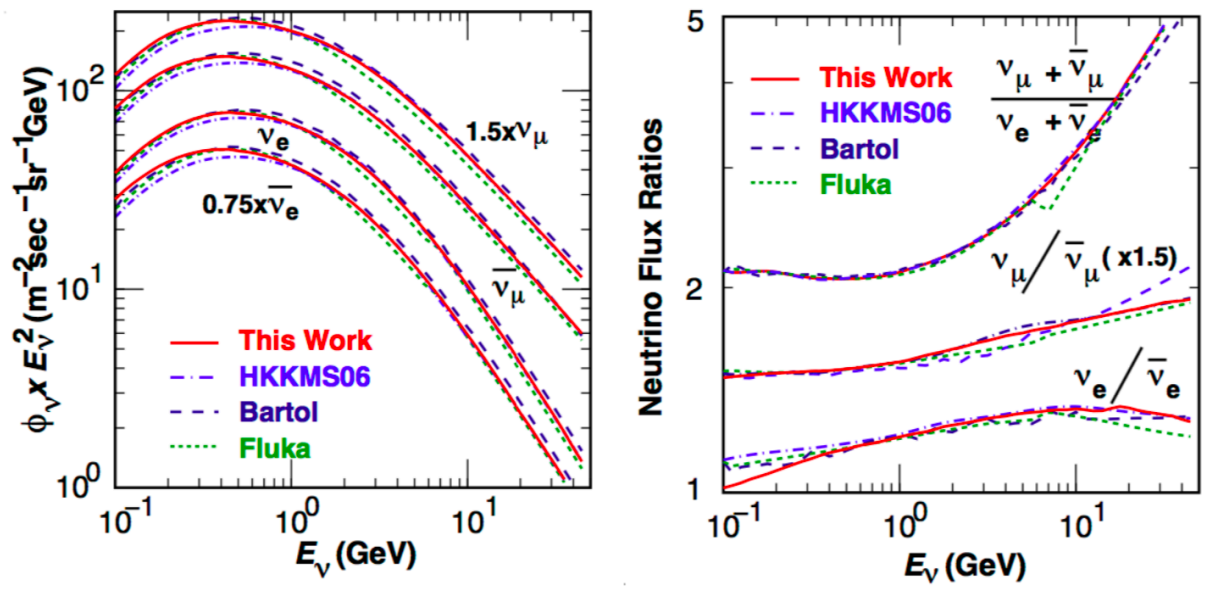 10²
10¹
10⁰
ϕν x Eν² (m⁻²sec⁻¹sr⁻¹GeV)
1.5xνμ
νe
0.75xν̅e
ν̅μ
This Work
HKKMS06
Bartol
Fluka
10⁻¹ 10⁰ 10¹
Eν (GeV)
5
2
1
Neutrino Flux Ratios
This Work
HKKMS06
Bartol
Fluka
νμ + ν̅μ
νe + ν̅e
νμ/ν̅μ (x1.5)
νe/ν̅e
10⁻¹ 10⁰ 10¹
Eν (GeV)